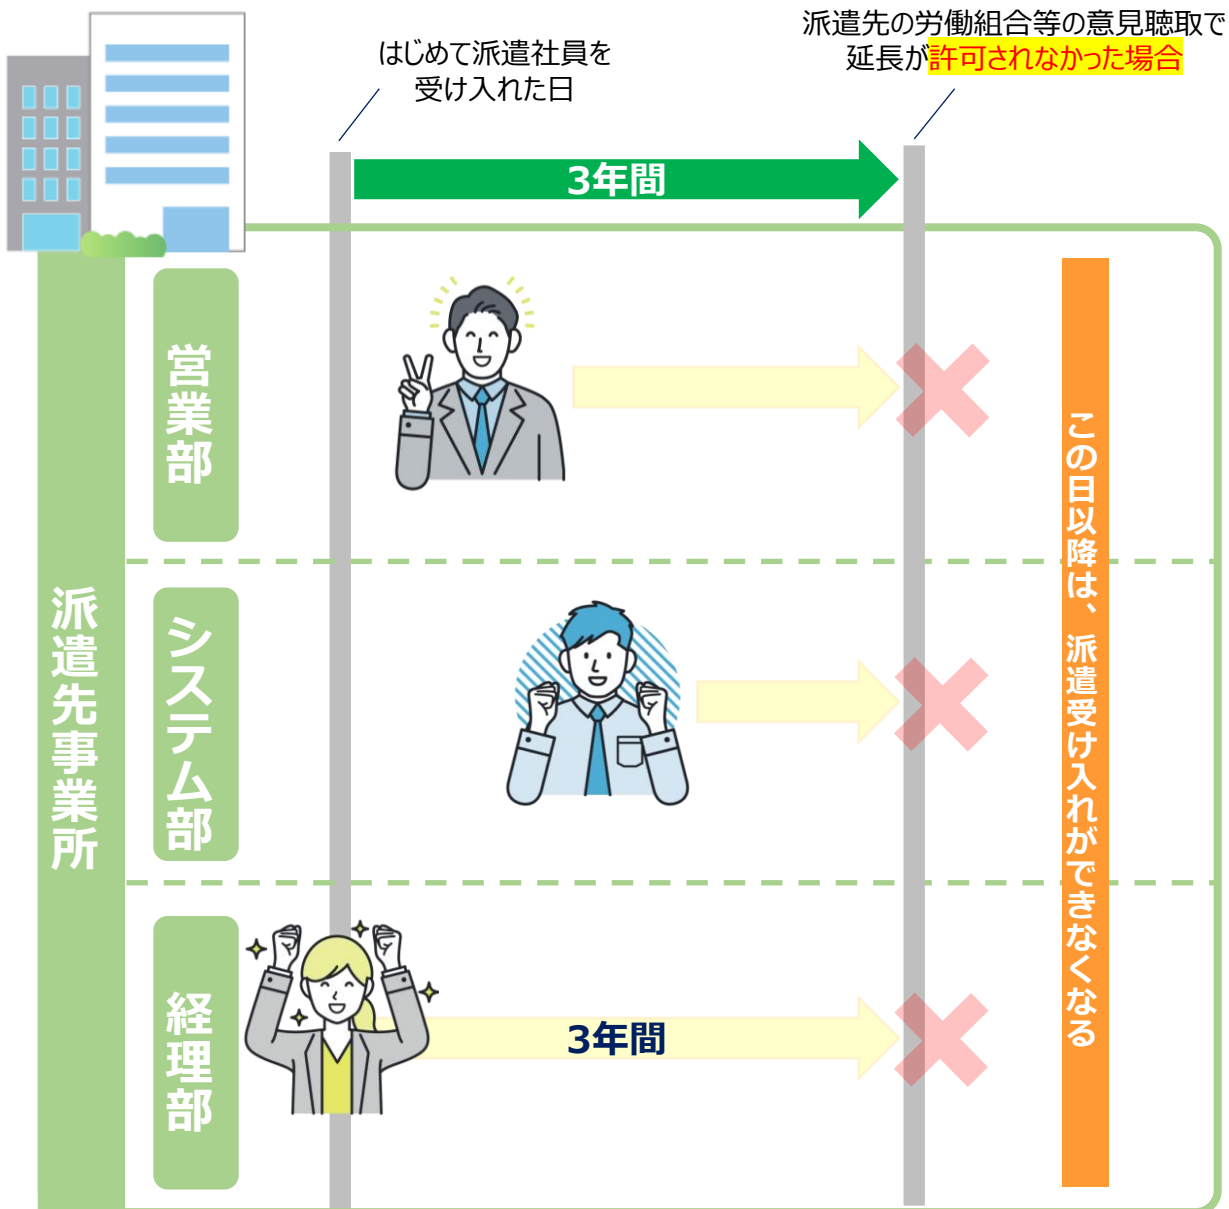 はじめて派遣社員を
受け入れた日
派遣先の労働組合等の意見聴取で
延長が許可されなかった場合
3年間
派遣先事業所
営業部
システム部
経理部
3年間
この日以降は、派遣受け入れができなくなる